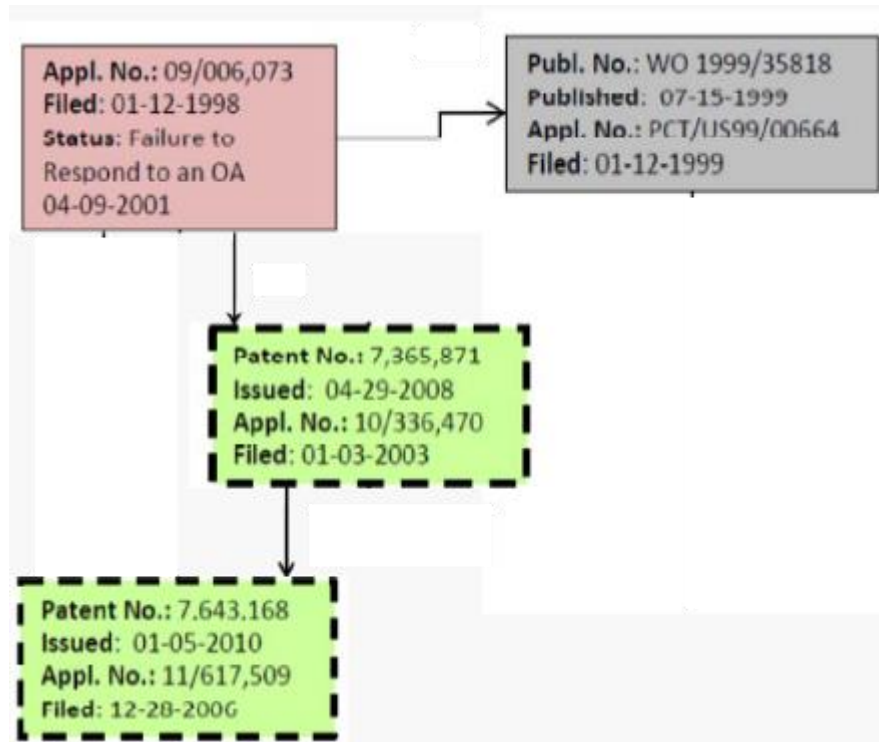 Appl. No.: 09/006,073
Filed: 01-12-1998
Status: Failure to
Respond to an OA
04-09-2001
Publ. No.: WO 1999/35818
Published: 07-15-1999
Appl. No.: PCT/US99/00664
Filed: 01-12-1999
Patent No.: 7,365,871
Issued: 04-29-2008
Appl. No.: 10/336,470
Filed: 01-03-2003
Patent No.: 7,643,168
Issued: 01-05-2010
Appl. No.: 11/617,509
Filed: 12-28-2006